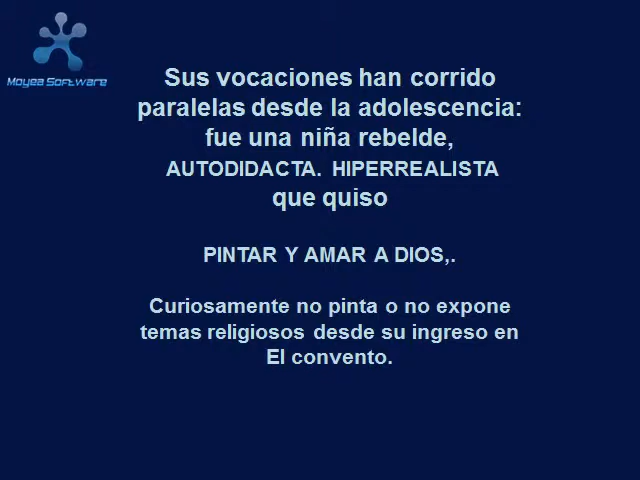 Moyea Software
Sus vocaciones han corrido
paralelas desde la adolescencia:
fue una niña rebelde,
AUTODIDACTA. HIPERREALISTA
que quiso
PINTAR Y AMAR A DIOS,.
Curiosamente no pinta o no expone
temas religiosos desde su ingreso en
El convento.